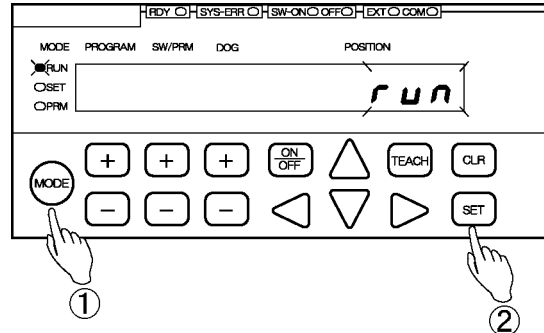 RDY SYS-ERR SW-ON OFF EXT COM
MODE PROGRAM SW/PRM DOG POSITION
RUN
run
SET
PRM
+ + + ON/OFF TEACH CLR
MODE
- - - SET
① ②